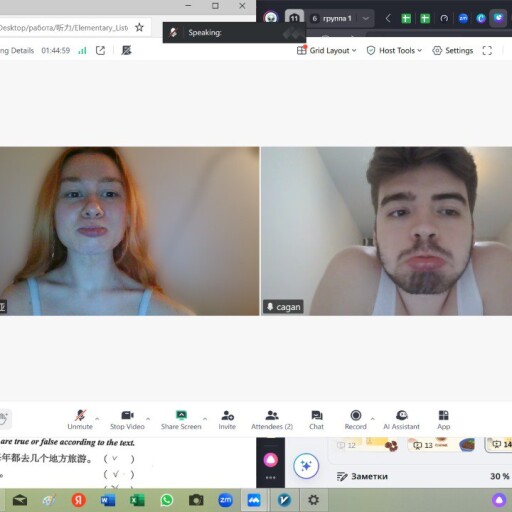 Desktop/работа/听力/Elementary_List
11
6 группа 1
Speaking:
ng Details
01:44:59
Grid Layout
Host Tools
Settings
cagan
Unmute
Stop Video
Share Screen
Invite
Attendees (2)
Chat
Record
AI Assistant
App
are true or false according to the text.
年都去几个地方旅游。 ( v )
( v )
12
13
14
Заметки
30 %
zm